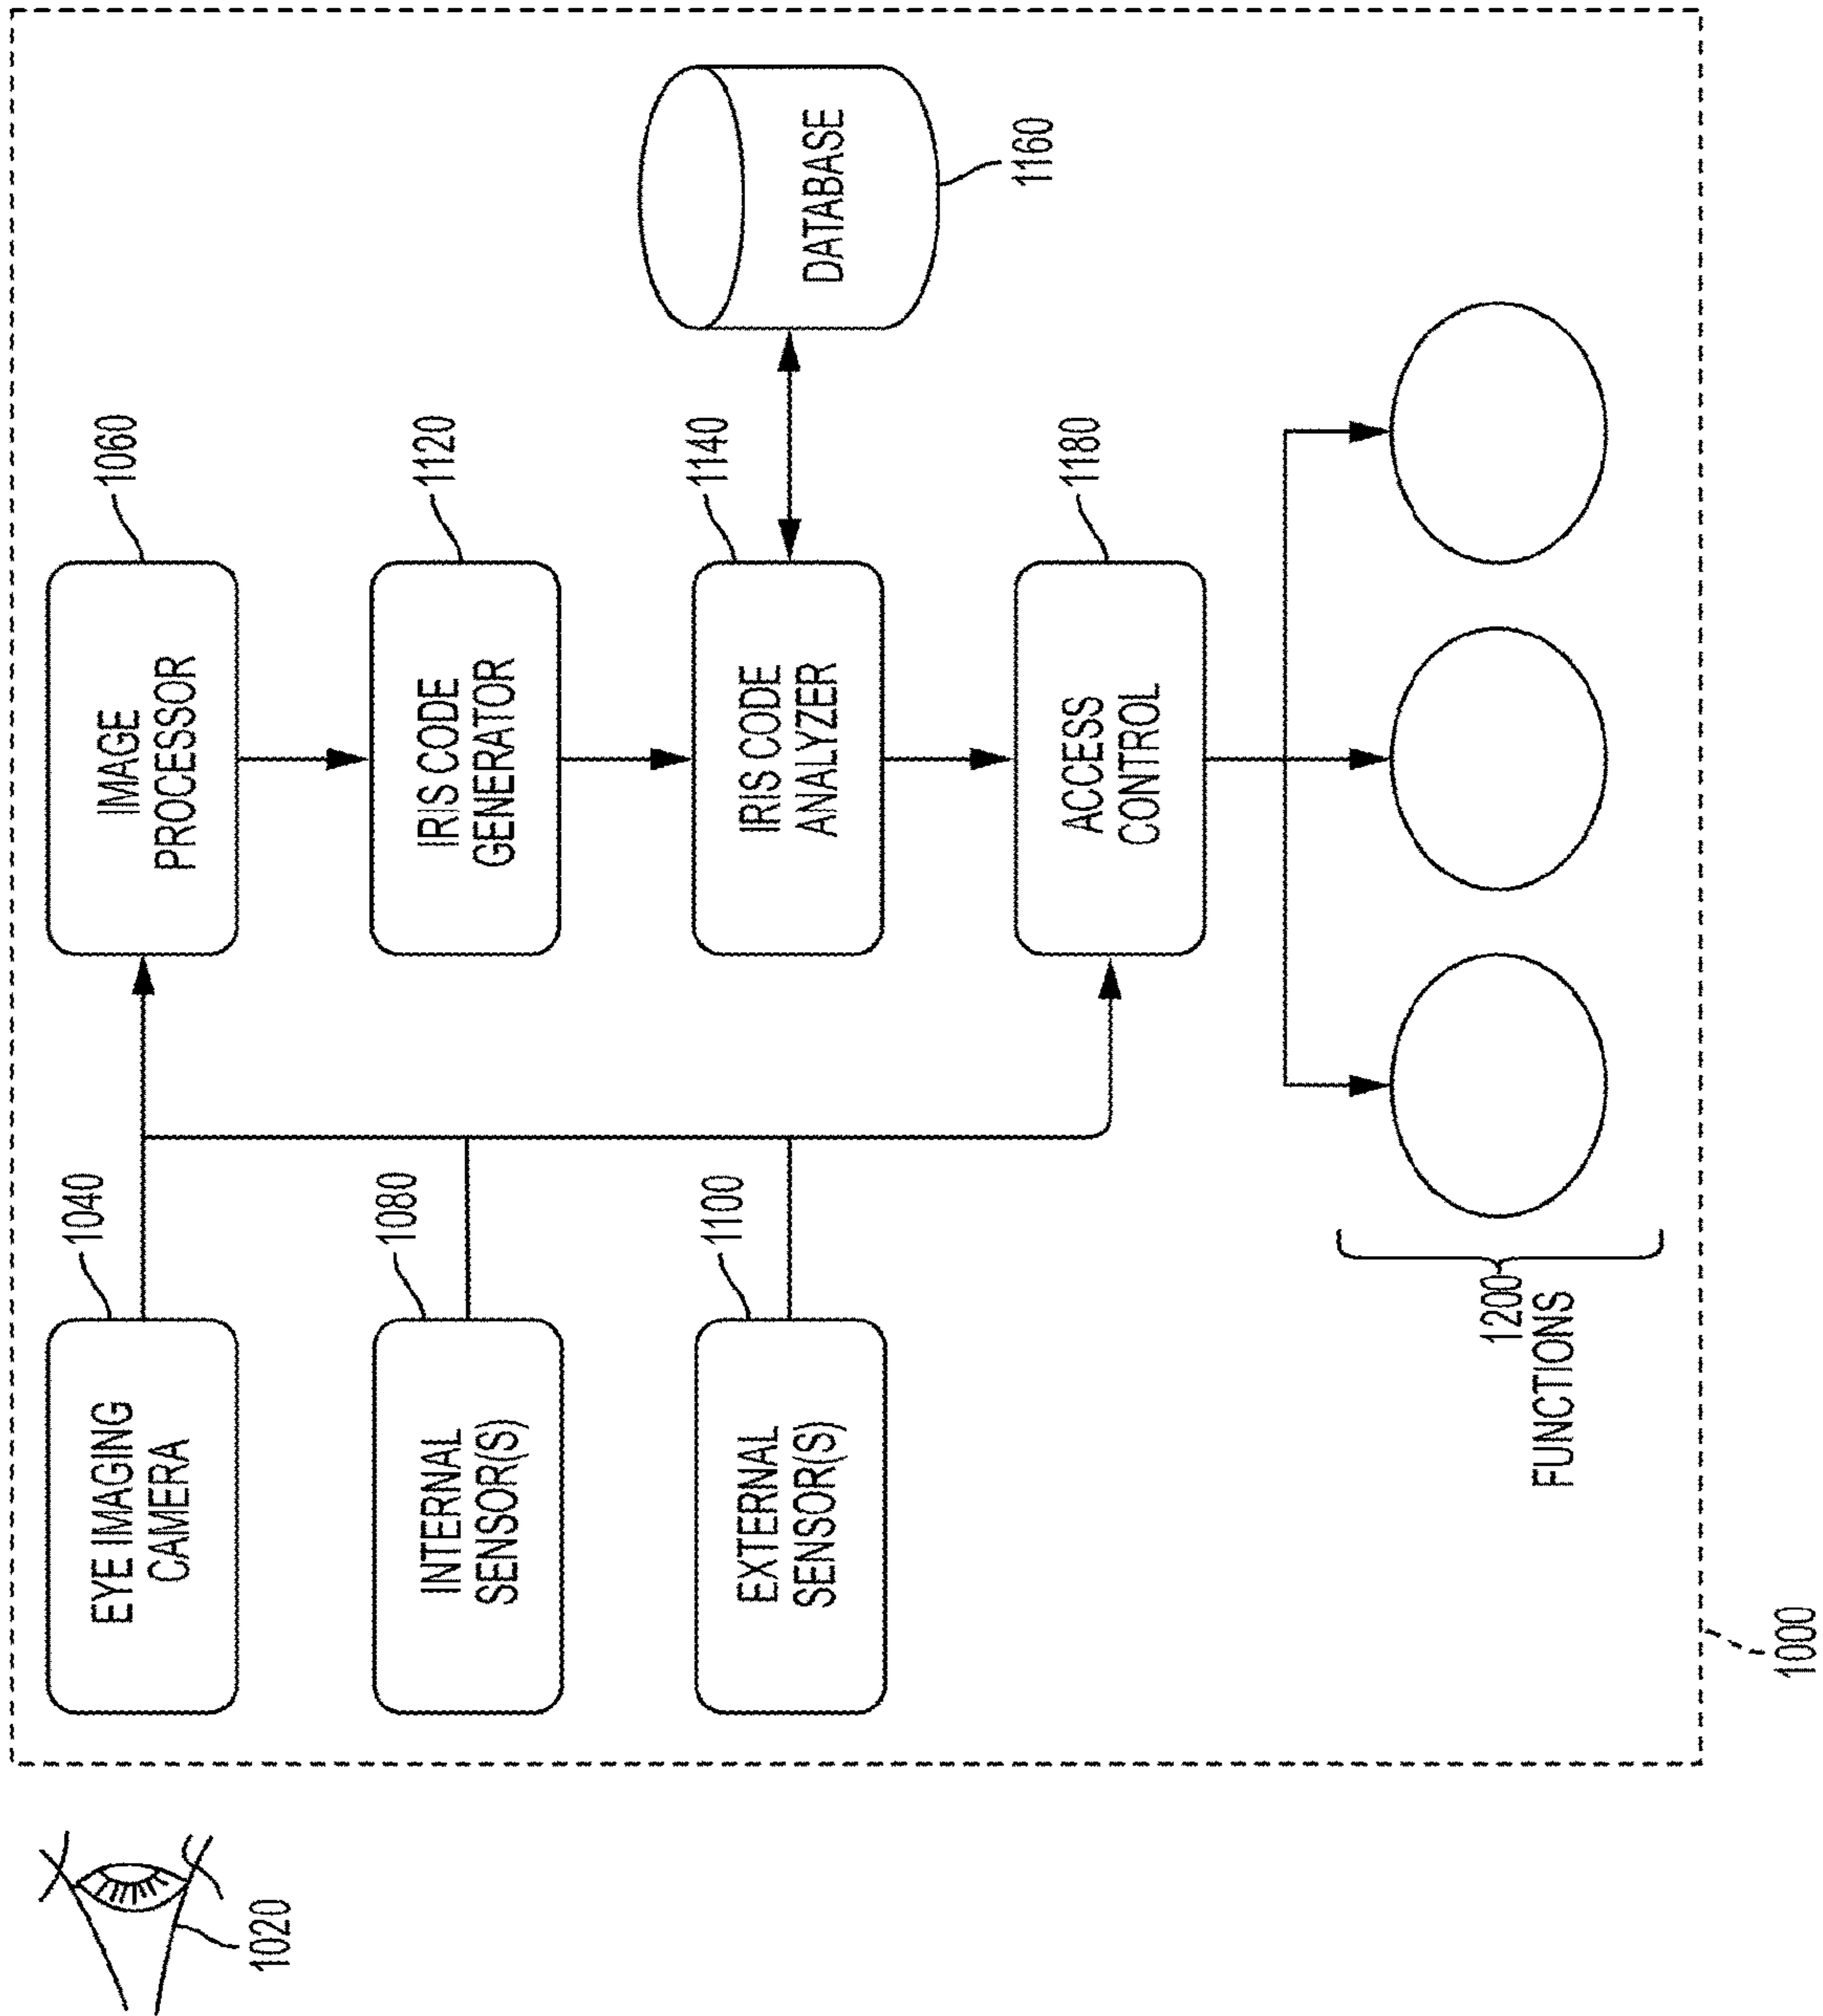 1040
1060
EYE IMAGING
CAMERA
IMAGE
PROCESSOR
1020
1080
1120
INTERNAL
SENSOR(S)
IRIS CODE
GENERATOR
1100
1140
EXTERNAL
SENSOR(S)
IRIS CODE
ANALYZER
DATABASE
1160
1180
ACCESS
CONTROL
1200
FUNCTIONS
1000